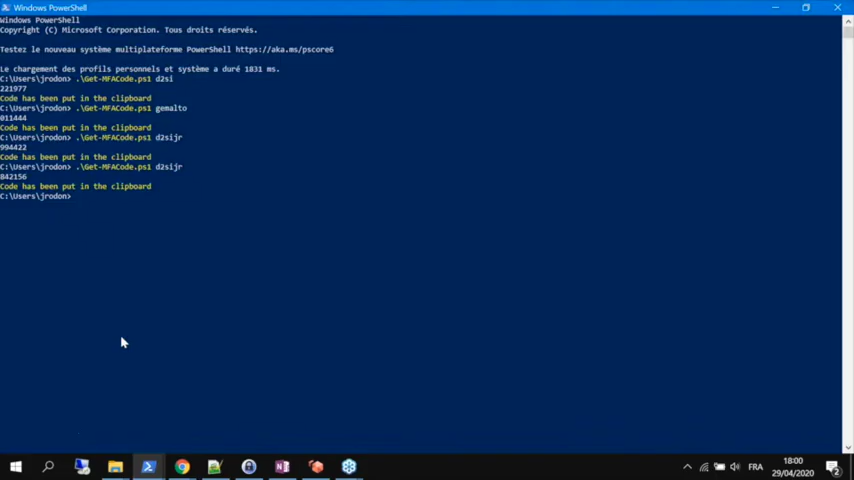 Windows PowerShell
Windows PowerShell
Copyright (C) Microsoft Corporation. Tous droits réservés.
Testez le nouveau système multiplateforme PowerShell https://aka.ms/pscore6
Le chargement des profils personnels et système a duré 1831 ms.
C:\Users\jrodon> .\Get-MFACode.ps1 d2si
221977
Code has been put in the clipboard
C:\Users\jrodon> .\Get-MFACode.ps1 gemalto
011444
Code has been put in the clipboard
C:\Users\jrodon> .\Get-MFACode.ps1 d2sijr
994422
Code has been put in the clipboard
C:\Users\jrodon> .\Get-MFACode.ps1 d2sijr
842156
Code has been put in the clipboard
C:\Users\jrodon>
18:00
FRA
29/04/2020
2